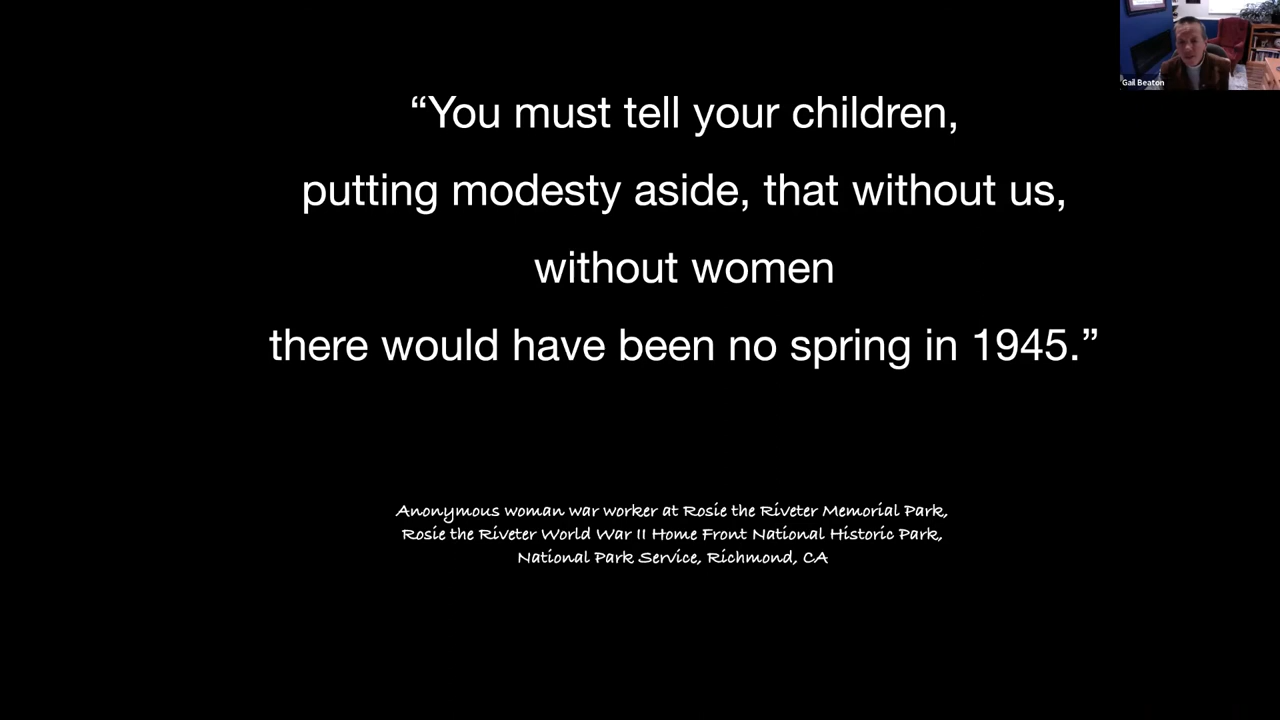 Gail Beaton
“You must tell your children,
putting modesty aside, that without us,
without women
there would have been no spring in 1945.”
Anonymous woman war worker at Rosie the Riveter Memorial Park,
Rosie the Riveter World War II Home Front National Historic Park,
National Park Service, Richmond, CA